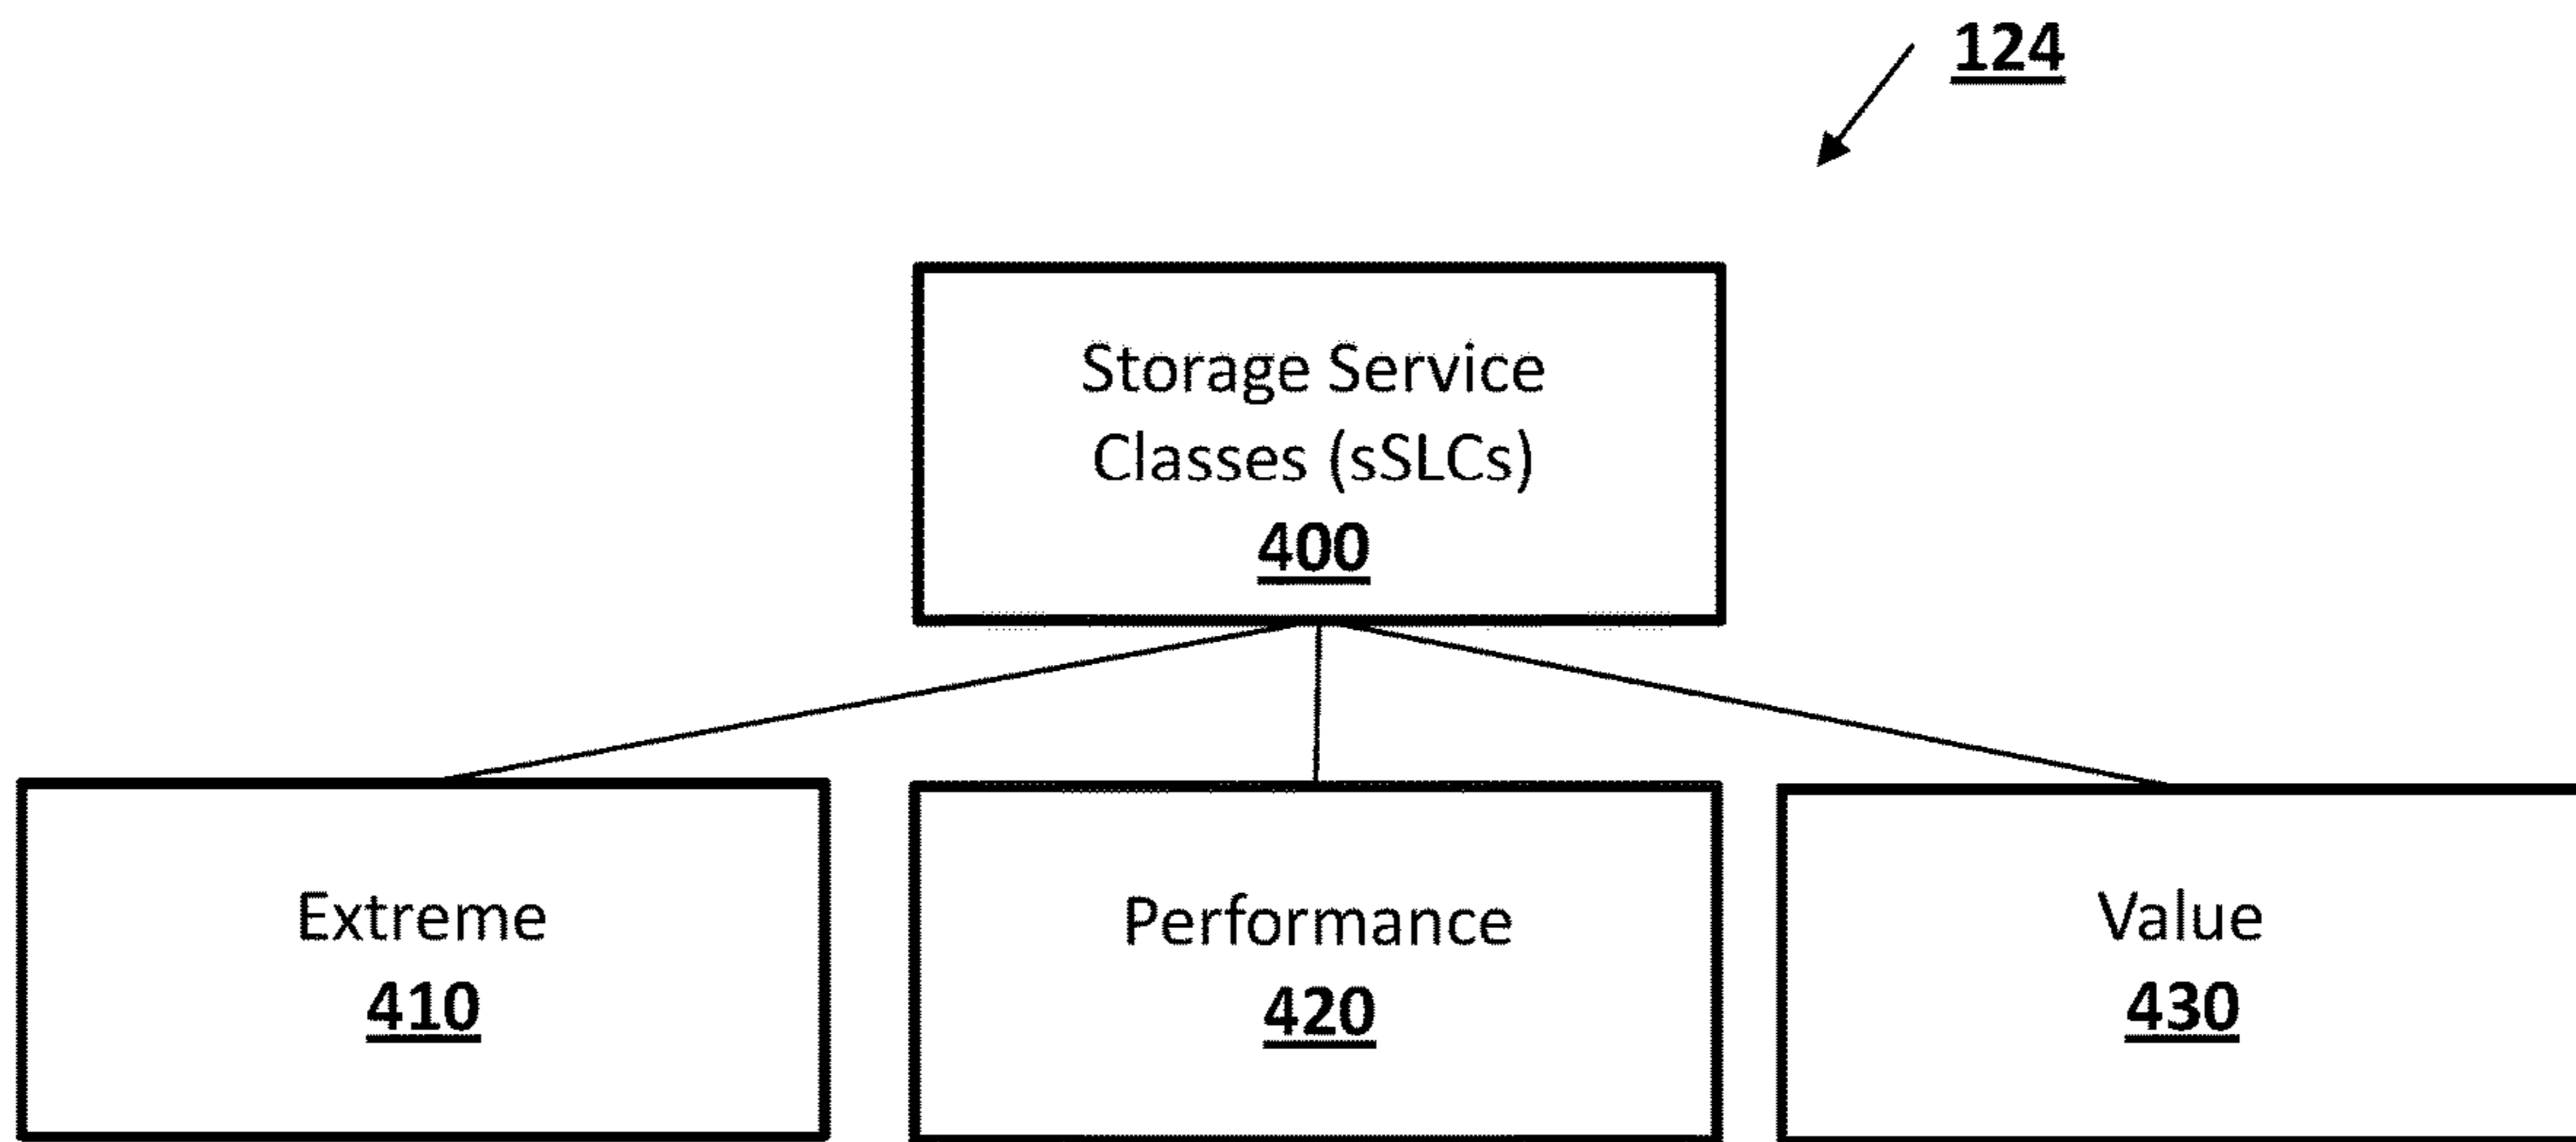 124
Storage Service
Classes (sSLCs)
400
Extreme
410
Performance
420
Value
430